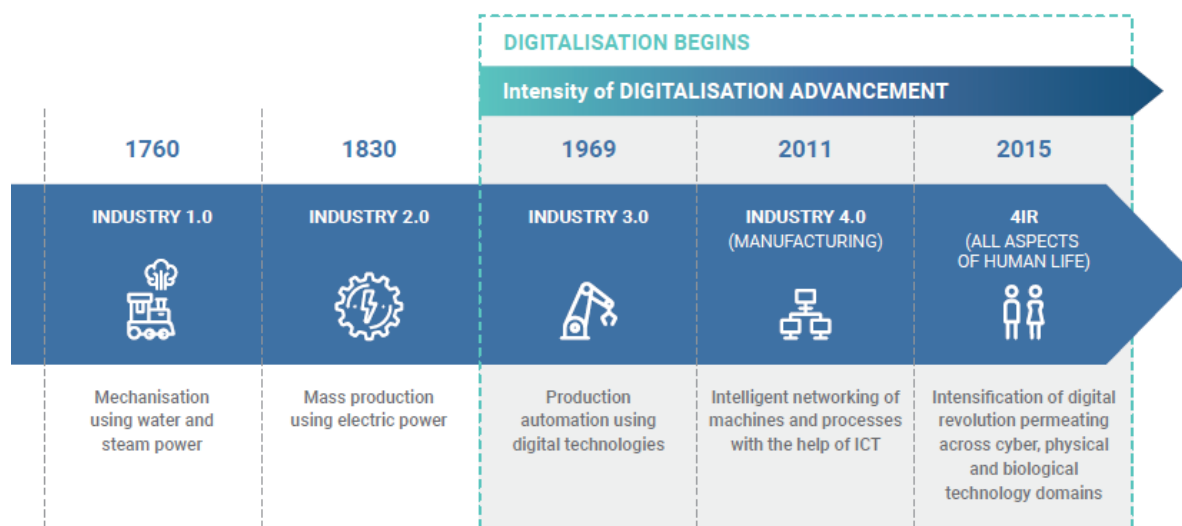 DIGITALISATION BEGINS
Intensity of DIGITALISATION ADVANCEMENT
1760
1830
1969
2011
2015
INDUSTRY 1.0
INDUSTRY 2.0
INDUSTRY 3.0
INDUSTRY 4.0
(MANUFACTURING)
4IR
(ALL ASPECTS
OF HUMAN LIFE)
Mechanisation
using water and
steam power
Mass production
using electric power
Production
automation using
digital technologies
Intelligent networking of
machines and processes
with the help of ICT
Intensification of digital
revolution permeating
across cyber, physical
and biological
technology domains